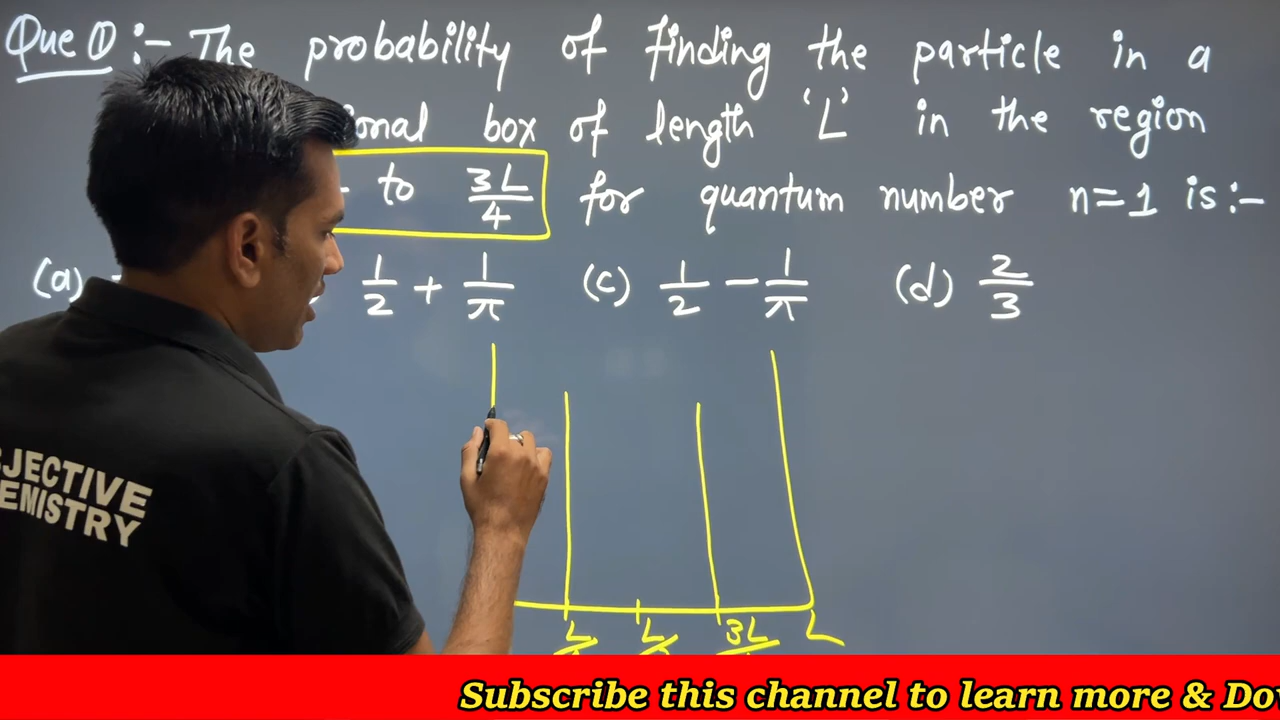 Que ① :- The probability of finding the particle in a
box of length 'L' in the region
to 3L/4 for quantum number n=1 is:-
(a) 1/2 + 1/π (c) 1/2 - 1/π (d) 2/3
L L 3L L
JECTIVE
EMISTRY
Subscribe this channel to learn more & Do